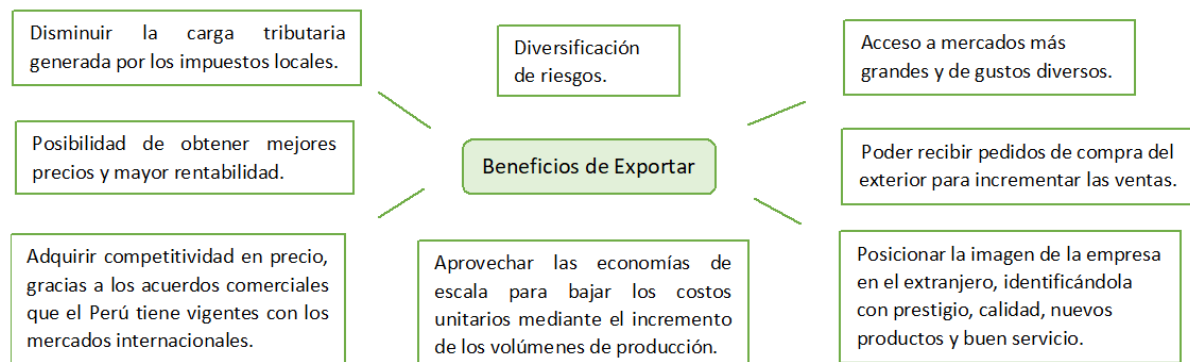 Disminuir la carga tributaria
generada por los impuestos locales.
Diversificación
de riesgos.
Acceso a mercados más
grandes y de gustos diversos.
Posibilidad de obtener mejores
precios y mayor rentabilidad.
Beneficios de Exportar
Poder recibir pedidos de compra del
exterior para incrementar las ventas.
Adquirir competitividad en precio,
gracias a los acuerdos comerciales
que el Perú tiene vigentes con los
mercados internacionales.
Aprovechar las economías de
escala para bajar los costos
unitarios mediante el incremento
de los volúmenes de producción.
Posicionar la imagen de la empresa
en el extranjero, identificándola
con prestigio, calidad, nuevos
productos y buen servicio.